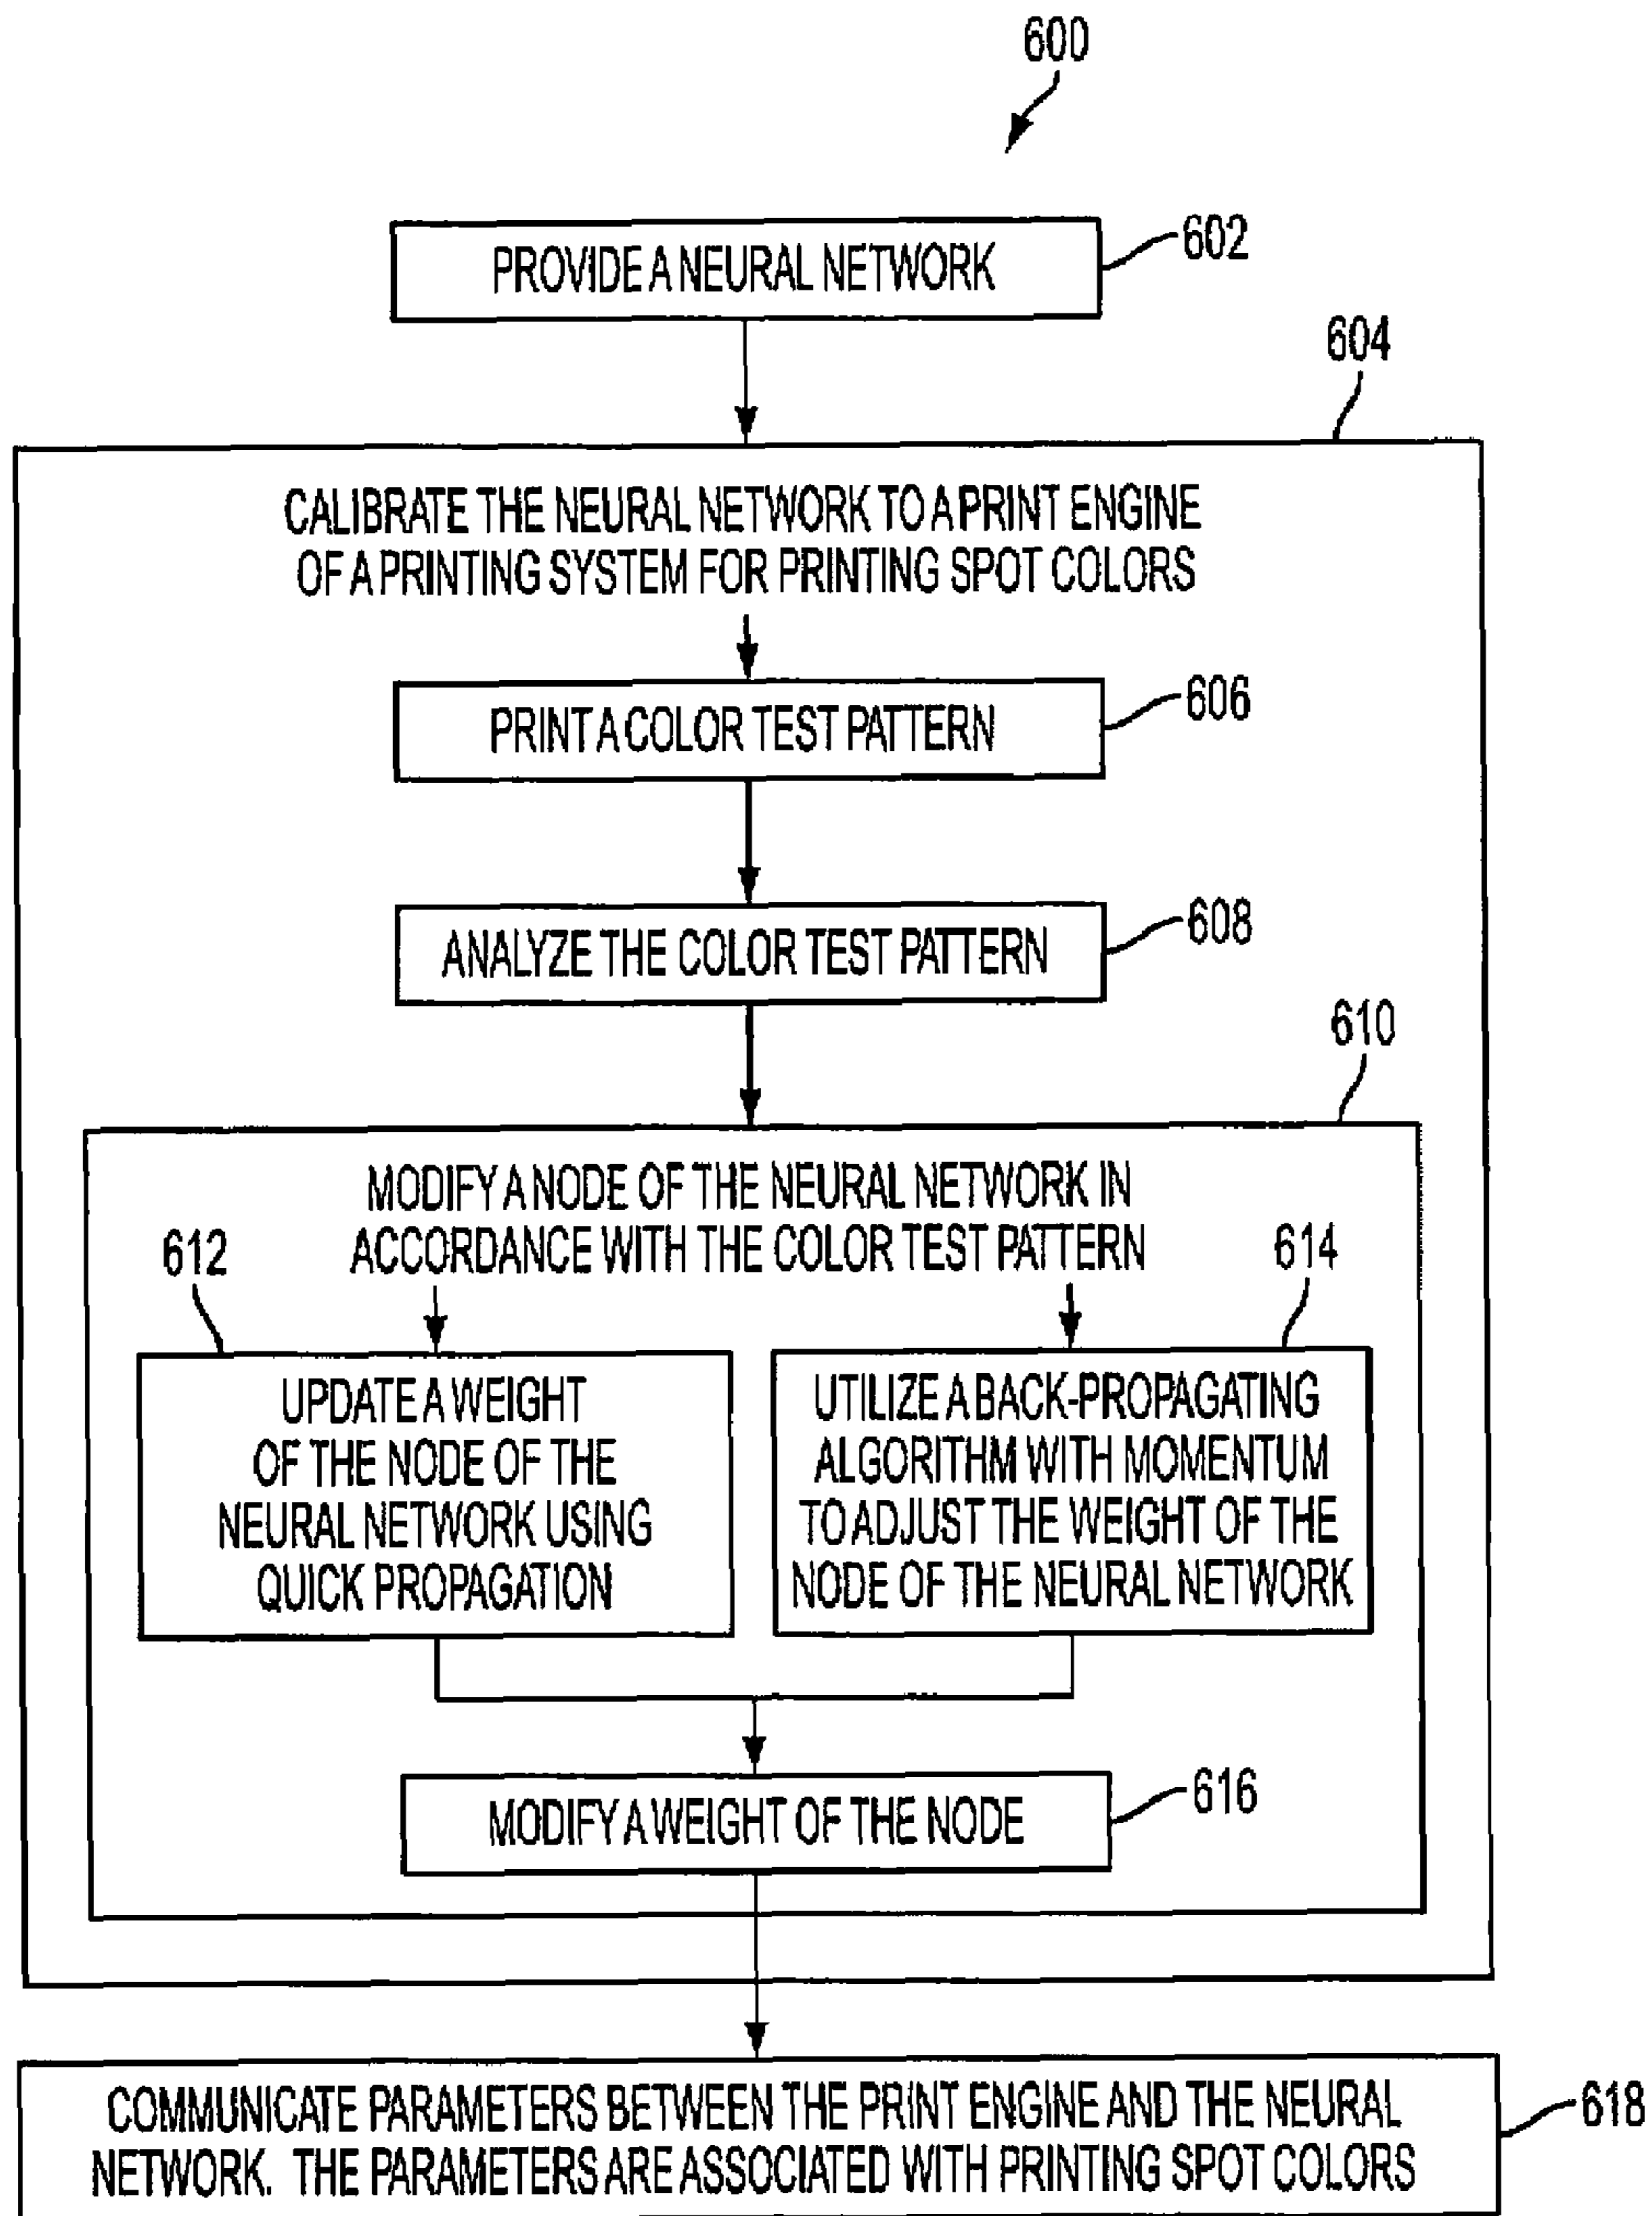 600
PROVIDE A NEURAL NETWORK
602
604
CALIBRATE THE NEURAL NETWORK TO A PRINT ENGINE
OF A PRINTING SYSTEM FOR PRINTING SPOT COLORS
PRINT A COLOR TEST PATTERN
606
ANALYZE THE COLOR TEST PATTERN
608
610
MODIFY A NODE OF THE NEURAL NETWORK IN
ACCORDANCE WITH THE COLOR TEST PATTERN
612
614
UPDATE A WEIGHT
OF THE NODE OF THE
NEURAL NETWORK USING
QUICK PROPAGATION
UTILIZE A BACK-PROPAGATING
ALGORITHM WITH MOMENTUM
TO ADJUST THE WEIGHT OF THE
NODE OF THE NEURAL NETWORK
MODIFY A WEIGHT OF THE NODE
616
COMMUNICATE PARAMETERS BETWEEN THE PRINT ENGINE AND THE NEURAL
NETWORK. THE PARAMETERS ARE ASSOCIATED WITH PRINTING SPOT COLORS
618